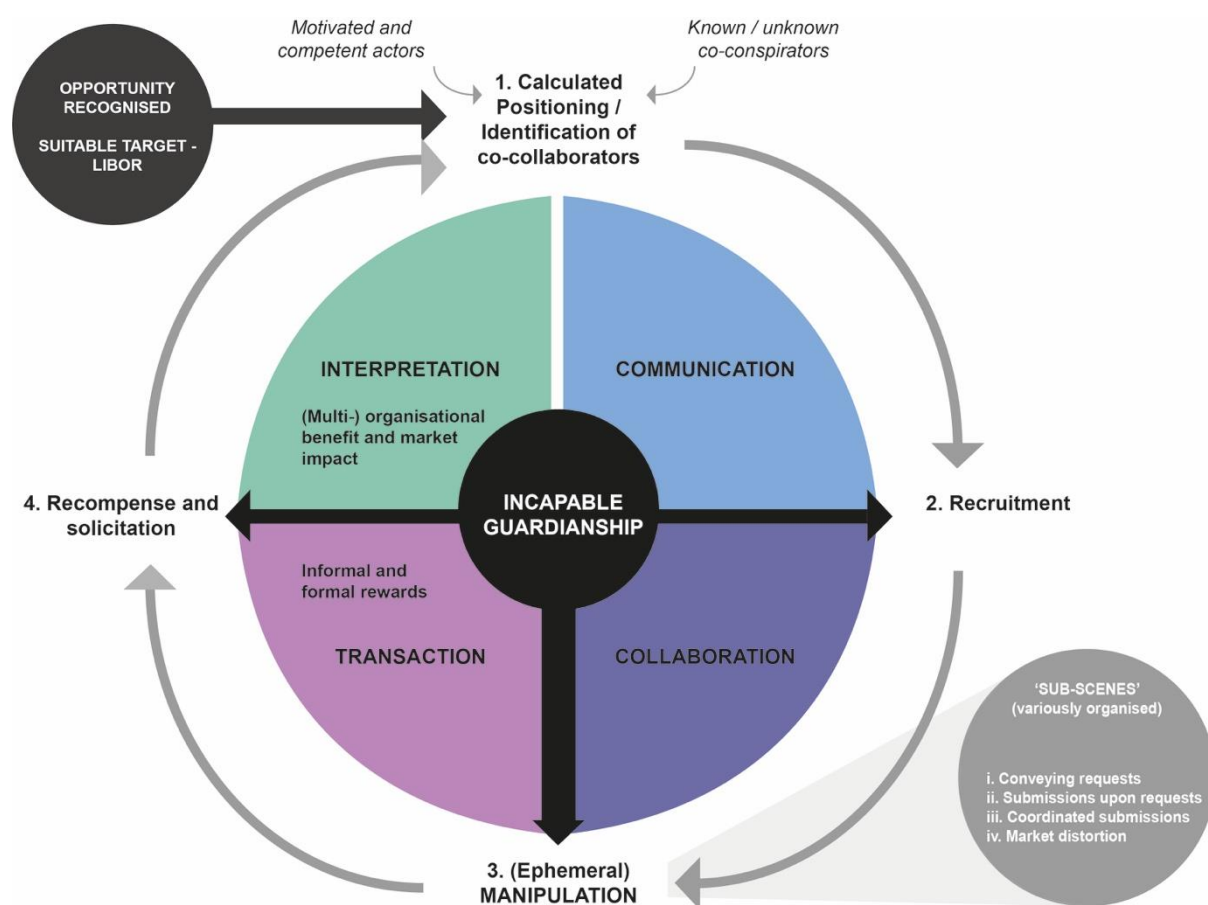 Motivated and
competent actors
Known / unknown
co-conspirators
OPPORTUNITY
RECOGNISED
SUITABLE TARGET -
LIBOR
1. Calculated
Positioning /
Identification of
co-collaborators
INTERPRETATION
(Multi-) organisational
benefit and market
impact
COMMUNICATION
INCAPABLE
GUARDIANSHIP
4. Recompense and
solicitation
2. Recruitment
Informal and
formal rewards
TRANSACTION
COLLABORATION
'SUB-SCENES'
(variously organised)
i. Conveying requests
ii. Submissions upon requests
iii. Coordinated submissions
iv. Market distortion
3. (Ephemeral)
MANIPULATION